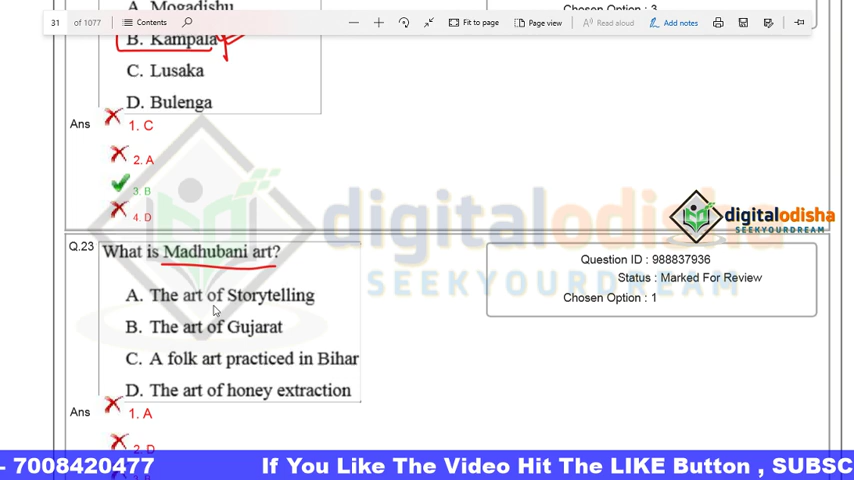 A. Mogadishu
Chosen Option : 3
31 of 1077
Contents
Fit to page
Page view
Read aloud
Add notes
B. Kampala
C. Lusaka
D. Bulenga
Ans
1. C
2. A
3. B
4. D
digitalodisha
SEEKYOURDREAM
digitalodisha
SEEKYOURDREAM
Q.23 What is Madhubani art?
A. The art of Storytelling
B. The art of Gujarat
C. A folk art practiced in Bihar
D. The art of honey extraction
Question ID : 988837936
Status : Marked For Review
Chosen Option : 1
Ans
1. A
2. D
- 7008420477 If You Like The Video Hit The LIKE Button , SUBSC